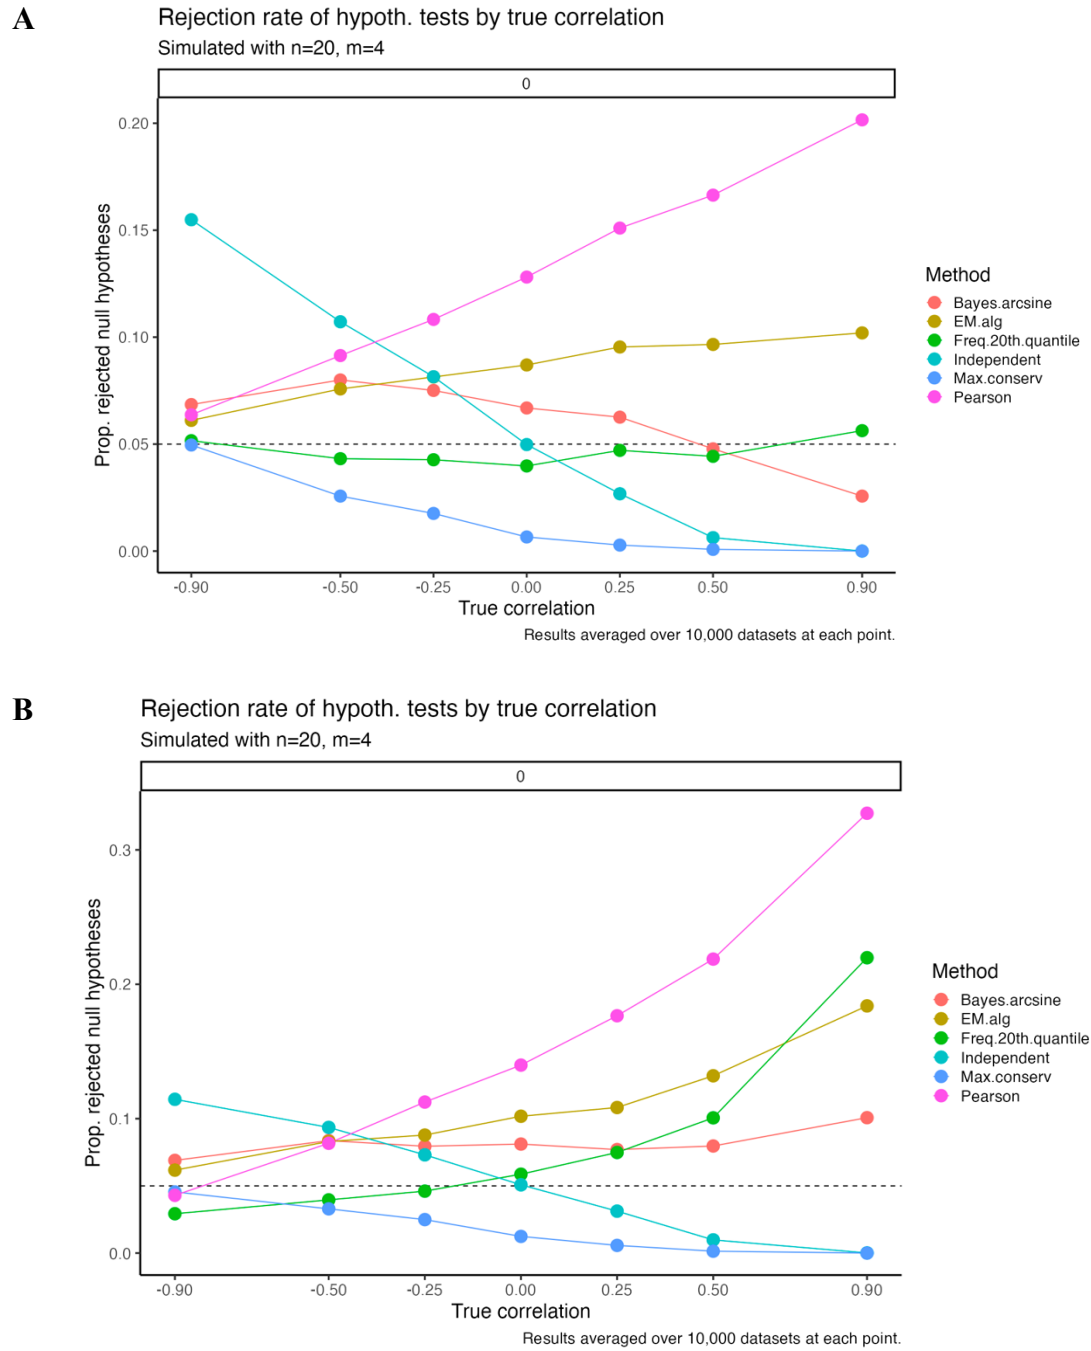 A
Rejection rate of hypoth. tests by true correlation
Simulated with n=20, m=4
0
Prop. rejected null hypotheses
0.20
0.15
0.10
0.05
0.00
-0.90 -0.50 -0.25 0.00 0.25 0.50 0.90
True correlation
Results averaged over 10,000 datasets at each point.
Method
Bayes.arcsine
EM.alg
Freq.20th.quantile
Independent
Max.conserv
Pearson
B
Rejection rate of hypoth. tests by true correlation
Simulated with n=20, m=4
0
Prop. rejected null hypotheses
0.3
0.2
0.1
0.0
-0.90 -0.50 -0.25 0.00 0.25 0.50 0.90
True correlation
Results averaged over 10,000 datasets at each point.
Method
Bayes.arcsine
EM.alg
Freq.20th.quantile
Independent
Max.conserv
Pearson